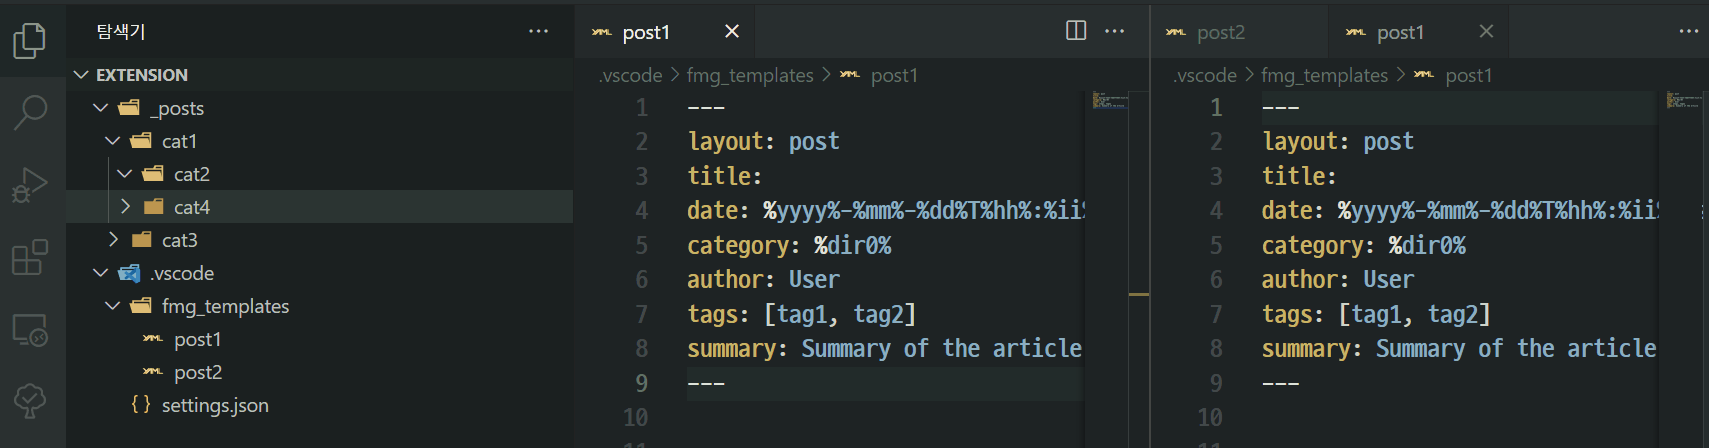 탐색기 ···
EXTENSION
_posts
cat1
cat2
cat4
cat3
.vscode
fmg_templates
post1
post2
settings.json
post1
.vscode > fmg_templates > post1
1 ---
2 layout: post
3 title:
4 date: %yyyy%-%mm%-%dd%T%hh%:%ii%
5 category: %dir0%
6 author: User
7 tags: [tag1, tag2]
8 summary: Summary of the article
9 ---
10
post2 post1
.vscode > fmg_templates > post1
1 ---
2 layout: post
3 title:
4 date: %yyyy%-%mm%-%dd%T%hh%:%ii%
5 category: %dir0%
6 author: User
7 tags: [tag1, tag2]
8 summary: Summary of the article
9 ---
10